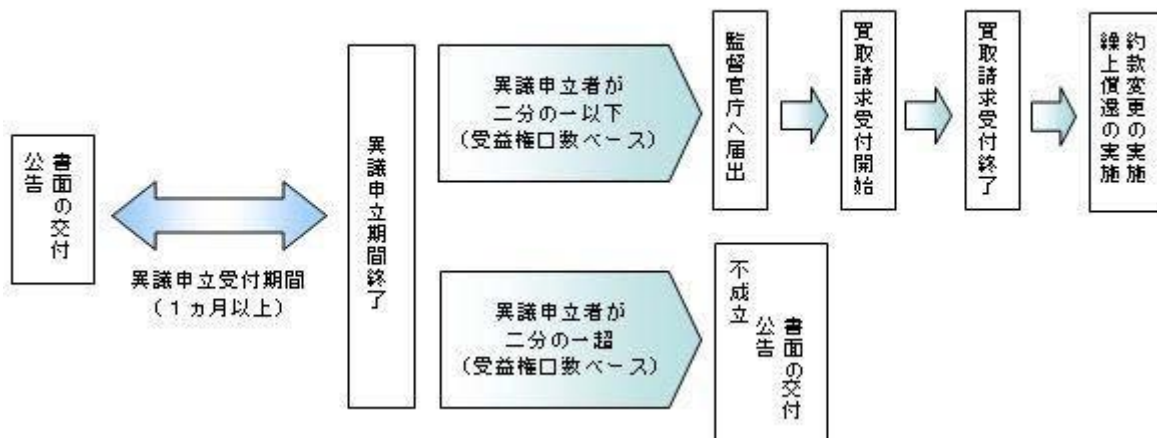 書面の交付
公告
異議申立受付期間
（１ヵ月以上）
異議申立期間終了
異議申立者が
二分の一以下
（受益権口数ベース）
監督官庁へ届出
買取請求受付開始
買取請求受付終了
約款変更の実施
繰上償還の実施
異議申立者が
二分の一超
（受益権口数ベース）
不成立
書面の交付
公告